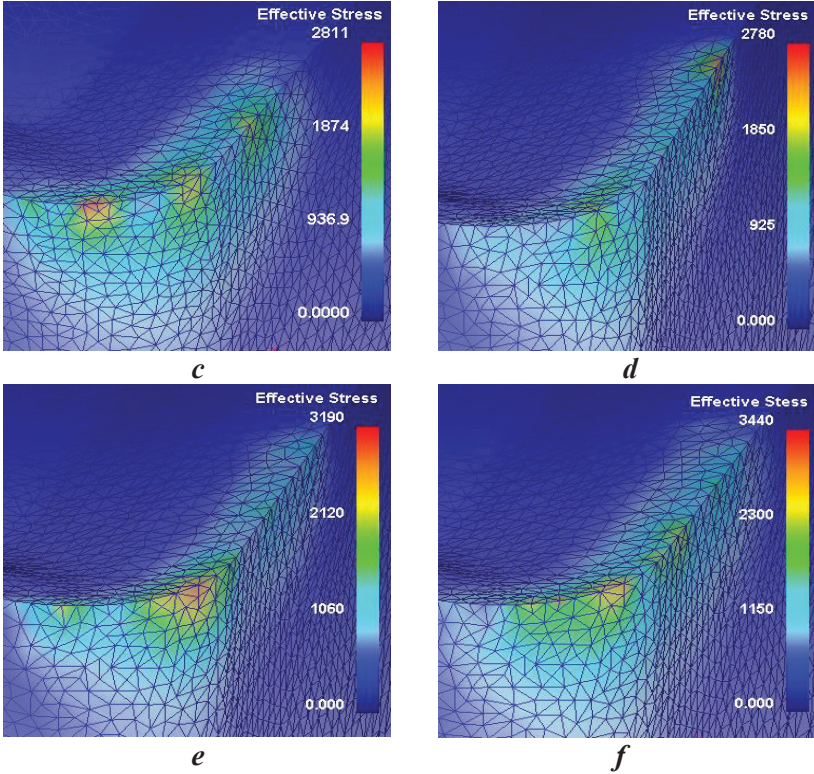 Effective Stress
2811
1874
936.9
0.0000
c
Effective Stress
2780
1850
925
0.000
d
Effective Stress
3190
2120
1060
0.000
e
Effective Stess
3440
2300
1150
0.000
f